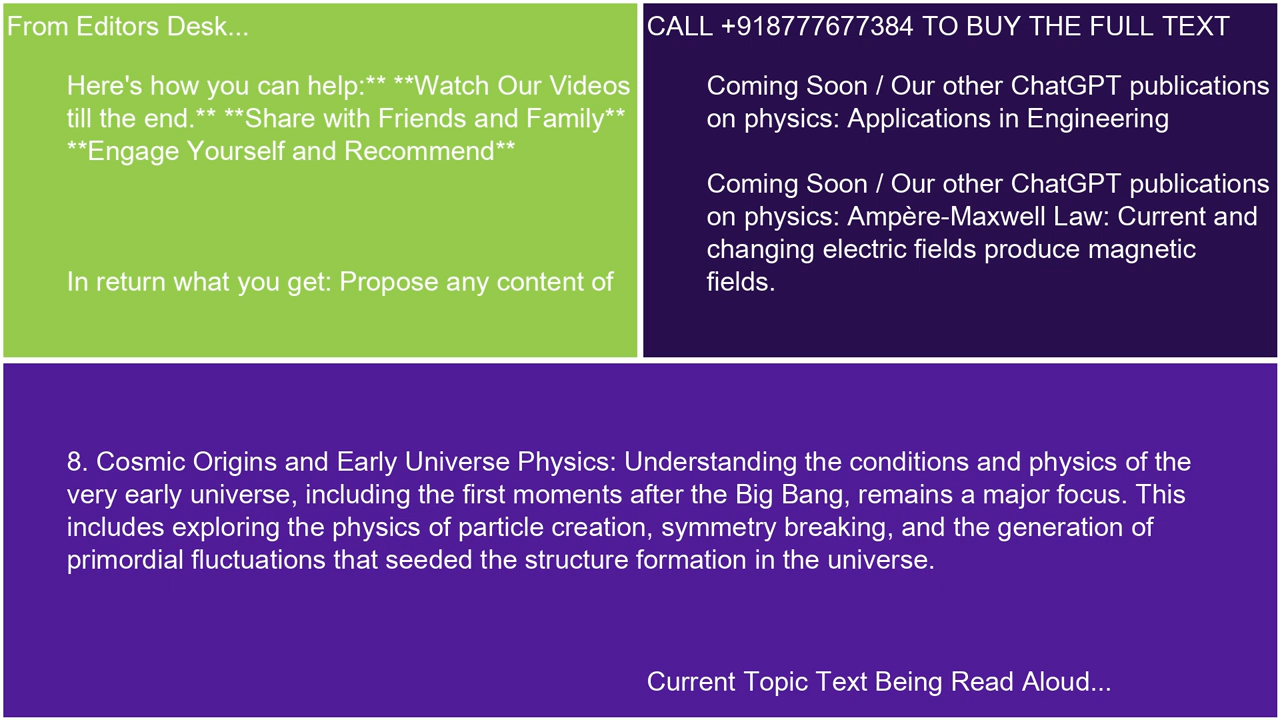 From Editors Desk...
Here's how you can help:** **Watch Our Videos
till the end.** **Share with Friends and Family**
**Engage Yourself and Recommend**
In return what you get: Propose any content of
CALL +918777677384 TO BUY THE FULL TEXT
Coming Soon / Our other ChatGPT publications
on physics: Applications in Engineering
Coming Soon / Our other ChatGPT publications
on physics: Ampère-Maxwell Law: Current and
changing electric fields produce magnetic
fields.
8. Cosmic Origins and Early Universe Physics: Understanding the conditions and physics of the
very early universe, including the first moments after the Big Bang, remains a major focus. This
includes exploring the physics of particle creation, symmetry breaking, and the generation of
primordial fluctuations that seeded the structure formation in the universe.
Current Topic Text Being Read Aloud...